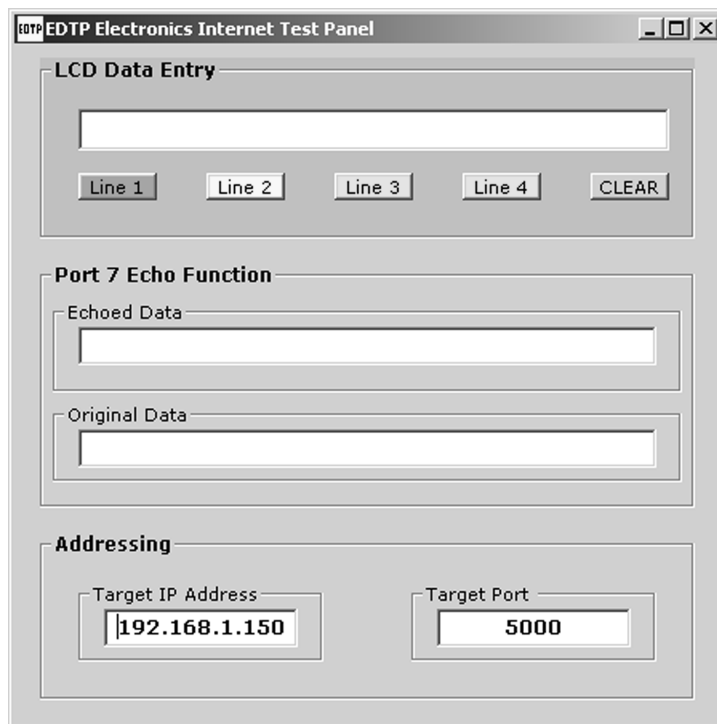 EDTP EDTP Electronics Internet Test Panel
LCD Data Entry
Line 1 Line 2 Line 3 Line 4 CLEAR
Port 7 Echo Function
Echoed Data
Original Data
Addressing
Target IP Address Target Port
192.168.1.150 5000